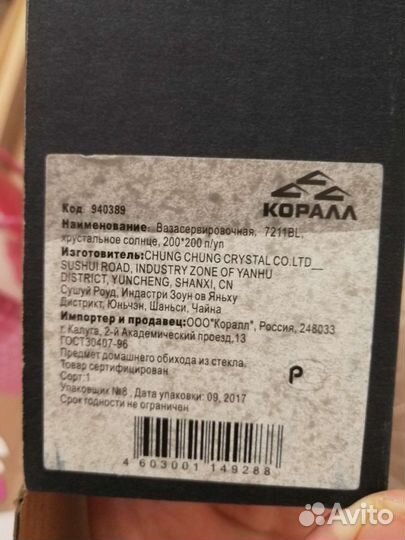 КОРАЛЛ
Код 940389
Наименование: Вазасервировочная, 7211BL,
хрустальное солнце, 200*200 п/уп
Изготовитель:CHUNG CHUNG CRYSTAL CO.LTD__
SUSHUI ROAD, INDUSTRY ZONE OF YANHU
DISTRICT, YUNCHENG, SHANXI, CN
Сушуй Роуд, Индастри Зоун ов Яньху
Дистрикт, Юньчэн, Шаньси, Чайна
Импортер и продавец:ООО"Коралл", Россия, 248033
г. Калуга, 2-й Академический проезд,13
ГОСТ30407-96
Предмет домашнего обихода из стекла.
Товар сертифицирован
Сорт:1
Упаковщик №8 , Дата упаковки 09, 2017
Срок годности не ограничен
4 603001 149288
Avito